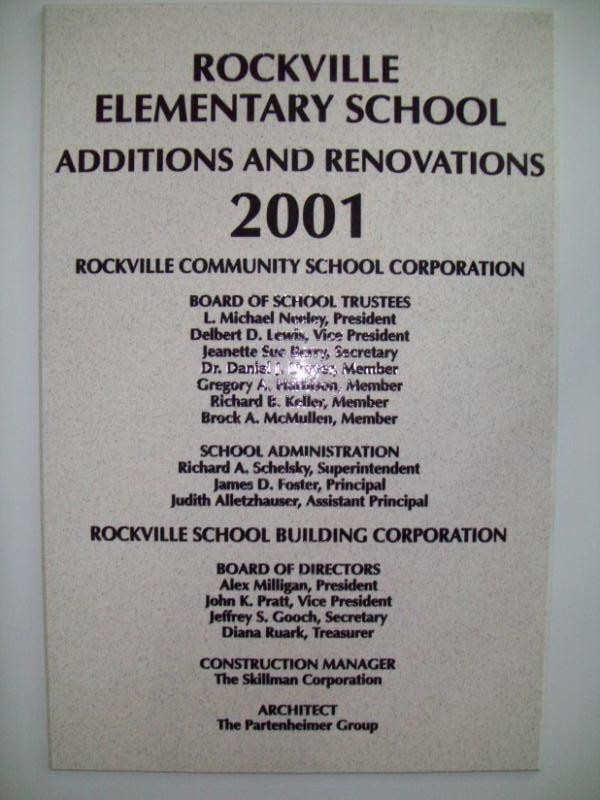 ROCKVILLE
ELEMENTARY SCHOOL
ADDITIONS AND RENOVATIONS
2001
ROCKVILLE COMMUNITY SCHOOL CORPORATION
BOARD OF SCHOOL TRUSTEES
L. Michael Neeley, President
Delbert D. Lewis, Vice President
Jeanette Sue Berry, Secretary
Dr. Daniel J. Member
Gregory A. Harbison, Member
Richard B. Keller, Member
Brock A. McMullen, Member
SCHOOL ADMINISTRATION
Richard A. Schelsky, Superintendent
James D. Foster, Principal
Judith Alletzhauser, Assistant Principal
ROCKVILLE SCHOOL BUILDING CORPORATION
BOARD OF DIRECTORS
Alex Milligan, President
John K. Pratt, Vice President
Jeffrey S. Gooch, Secretary
Diana Ruark, Treasurer
CONSTRUCTION MANAGER
The Skillman Corporation
ARCHITECT
The Partenheimer Group